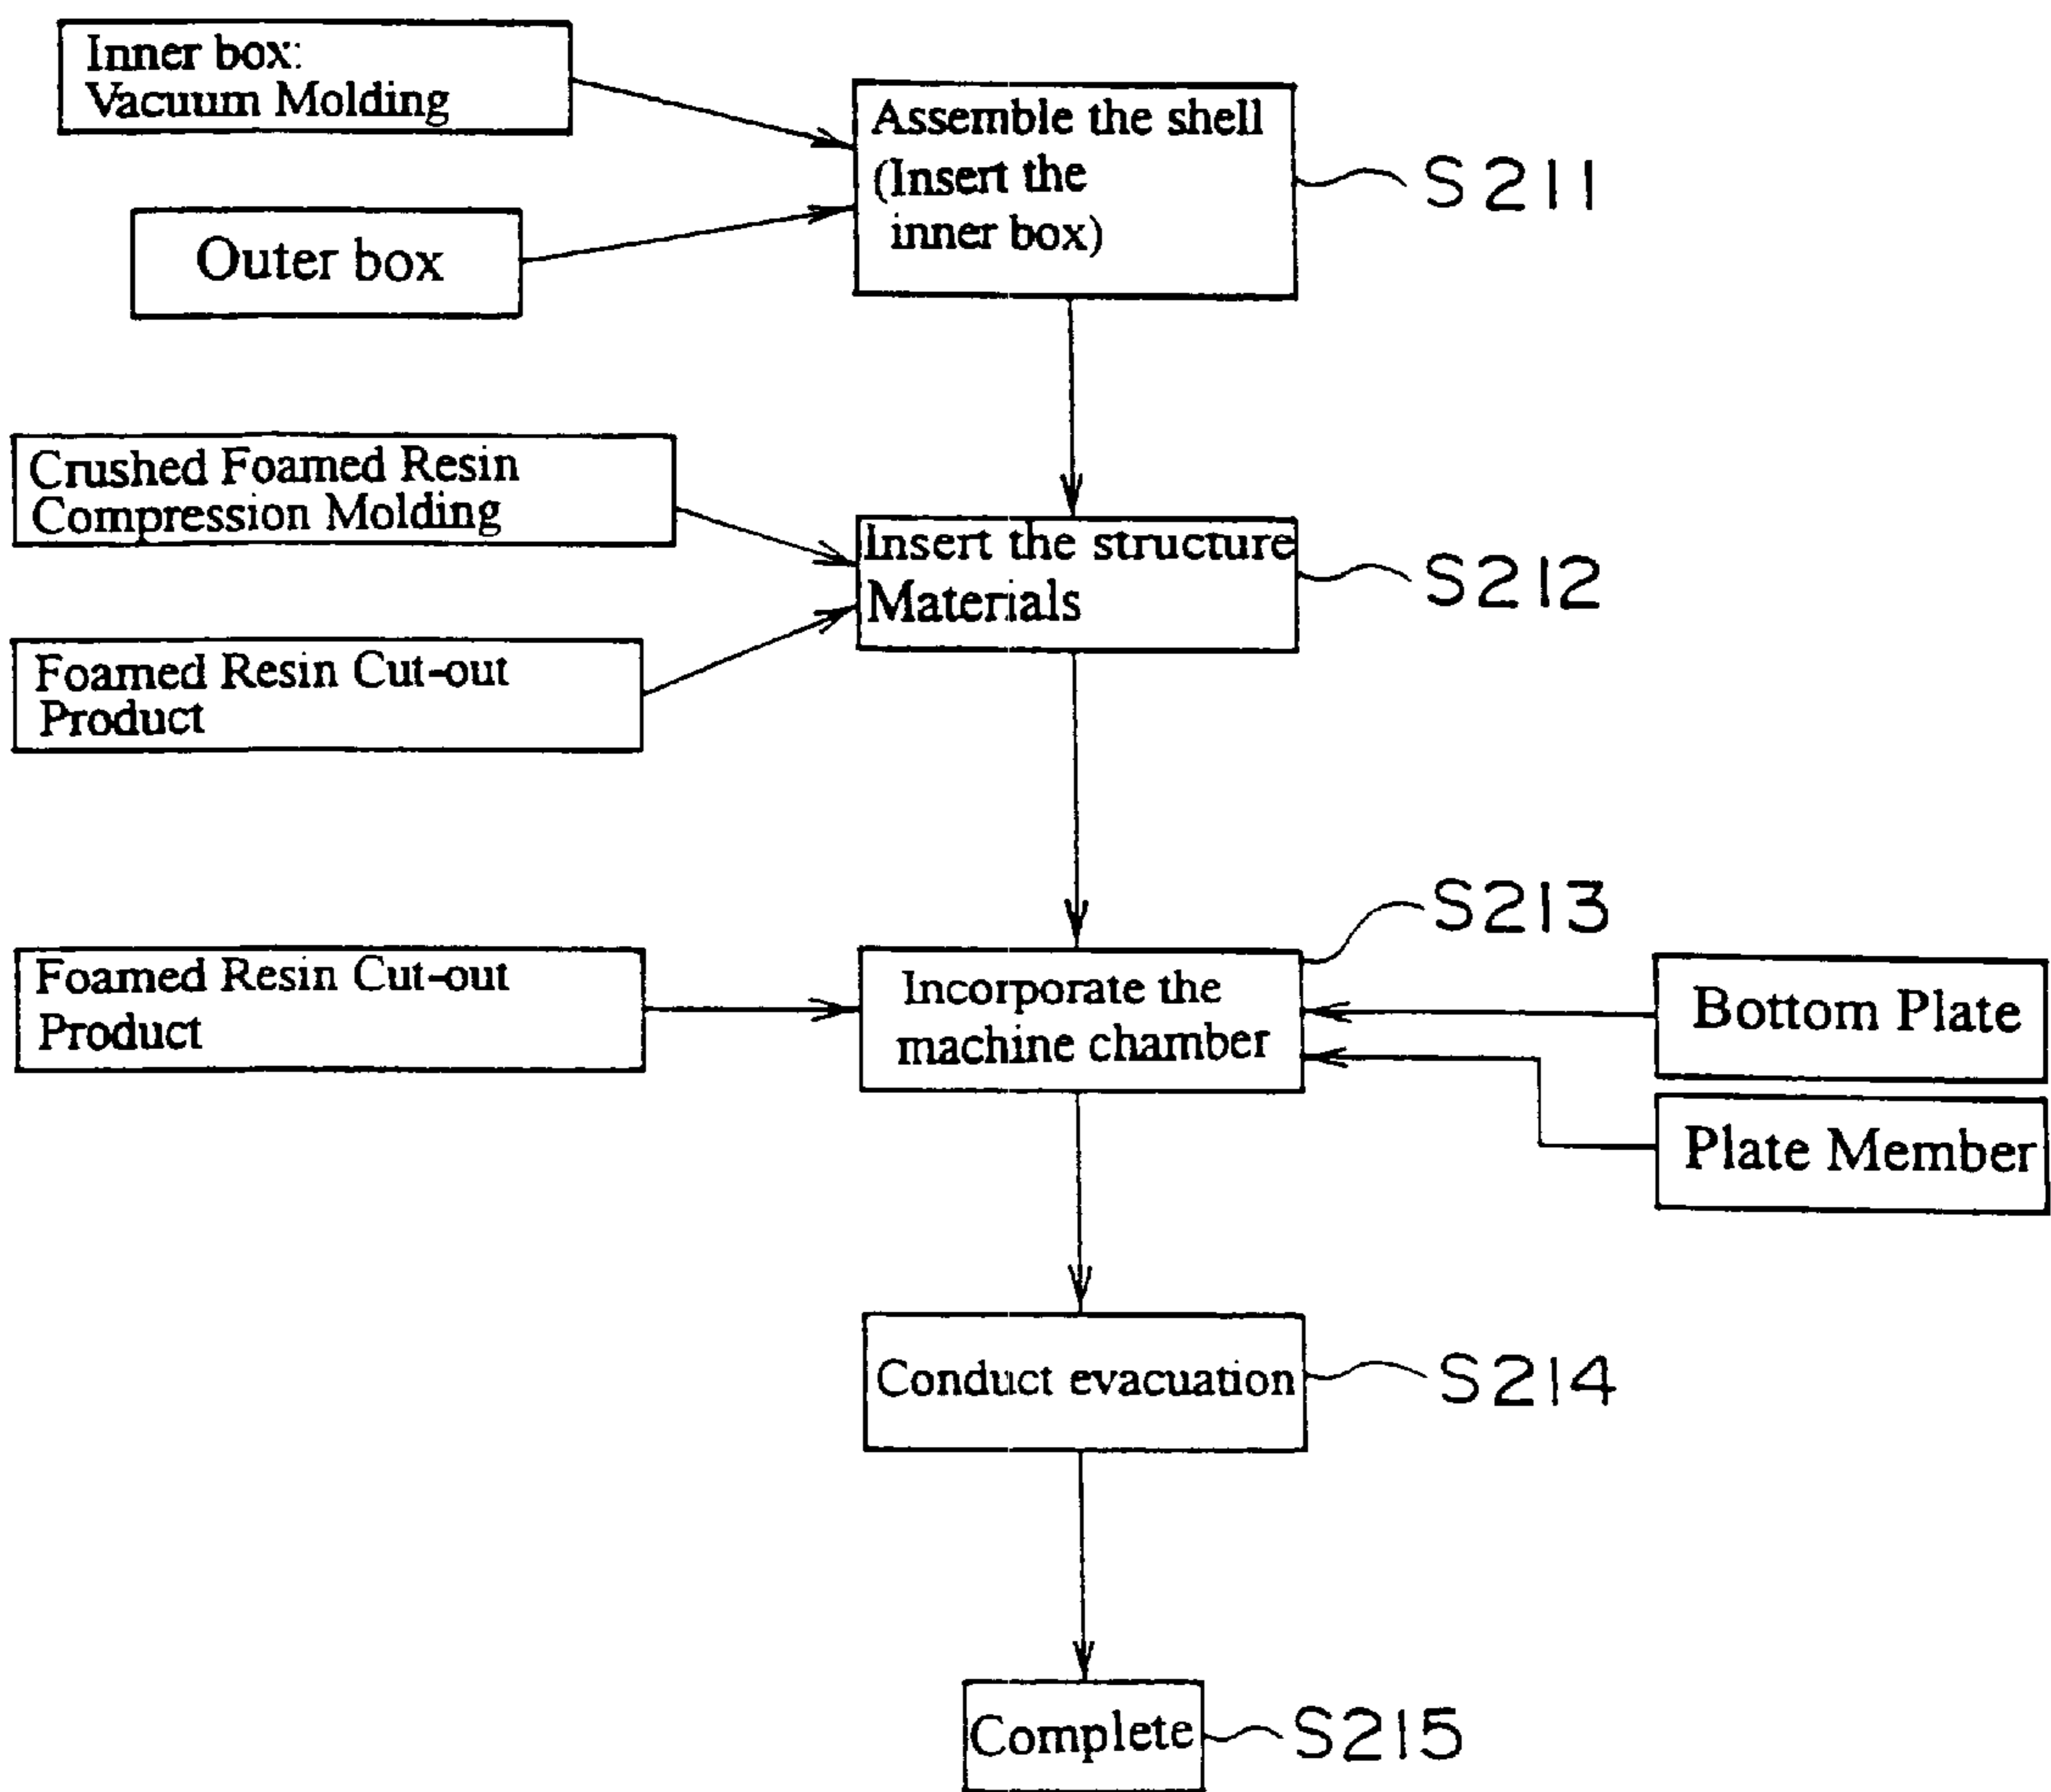 Inner box:
Vacuum Molding
Assemble the shell
(Insert the
inner box)
S211
Outer box
Crushed Foamed Resin
Compression Molding
Insert the structure
Materials
S212
Foamed Resin Cut-out
Product
S213
Foamed Resin Cut-out
Product
Incorporate the
machine chamber
Bottom Plate
Plate Member
Conduct evacuation
S214
Complete
S215